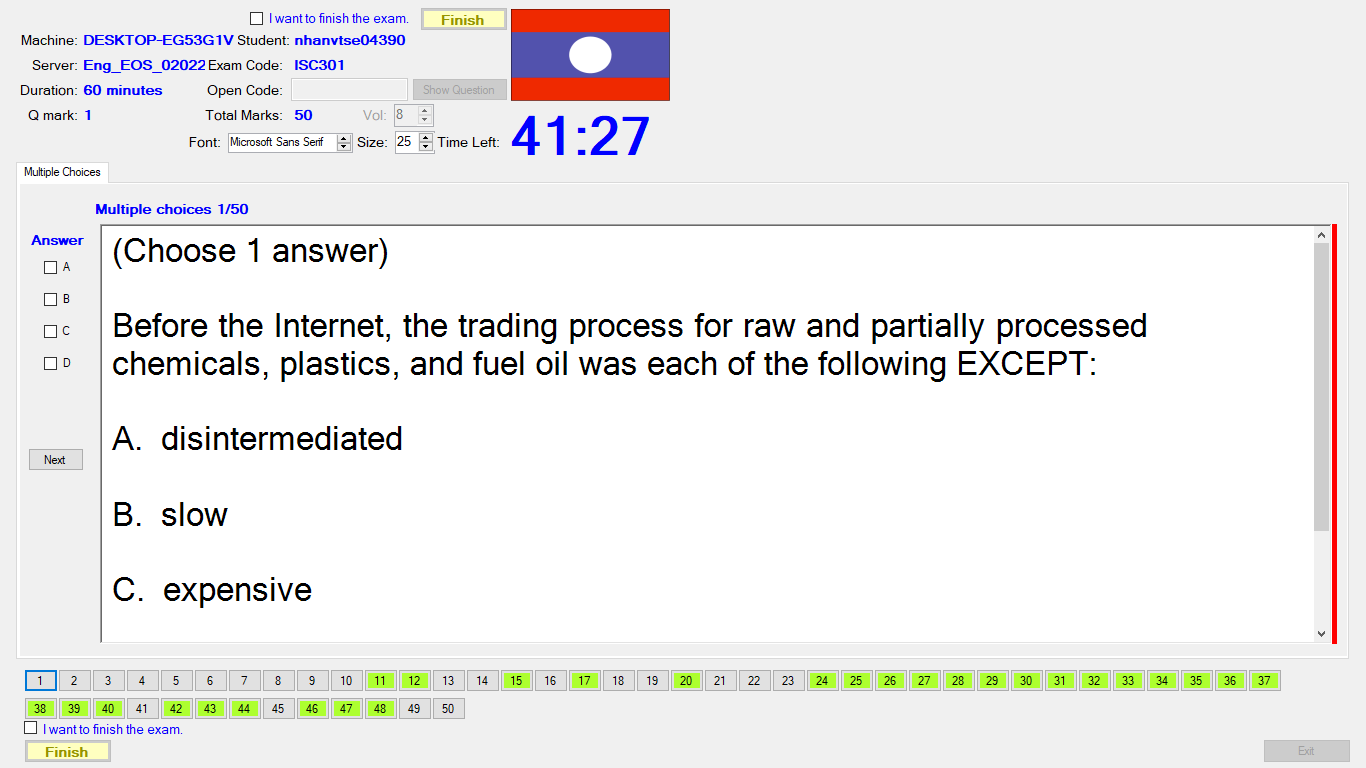 I want to finish the exam. Finish
Machine: DESKTOP-EG53G1V Student: nhanvtse04390
Server: Eng_EOS_02022 Exam Code: ISC301
Duration: 60 minutes Open Code: Show Question
Q mark: 1 Total Marks: 50 Vol: 8
Font: Microsoft Sans Serif Size: 25 Time Left: 41:27
Multiple Choices
Multiple choices 1/50
Answer
(Choose 1 answer)
A
B
Before the Internet, the trading process for raw and partially processed
C
chemicals, plastics, and fuel oil was each of the following EXCEPT:
D
A. disintermediated
Next
B. slow
C. expensive
1 2 3 4 5 6 7 8 9 10 11 12 13 14 15 16 17 18 19 20 21 22 23 24 25 26 27 28 29 30 31 32 33 34 35 36 37
38 39 40 41 42 43 44 45 46 47 48 49 50
I want to finish the exam.
Finish Exit